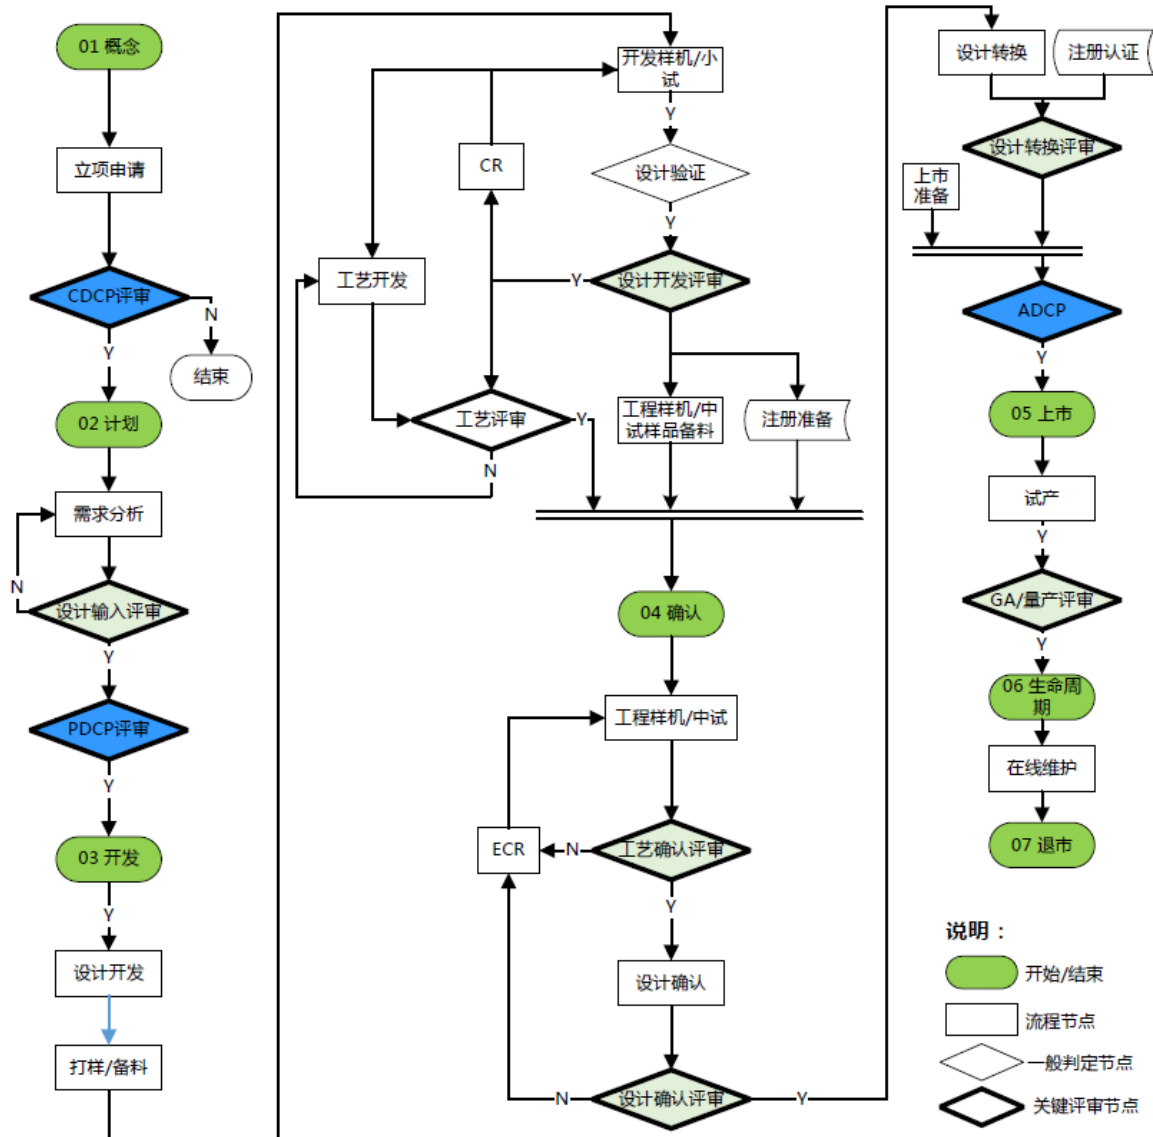 01 概念
立项申请
CDCP评审
N
结束
Y
02 计划
需求分析
N
设计输入评审
Y
PDCP评审
Y
03 开发
Y
设计开发
打样/备料
开发样机/小
试
Y
CR
设计验证
Y
工艺开发
Y
设计开发评审
工艺评审
Y
N
工程样机/中
试样品备料
注册准备
04 确认
工程样机/中试
ECR
N
工艺确认评审
Y
设计确认
N
设计确认评审
Y
设计转换
注册认证
设计转换评审
上市
准备
ADCP
Y
05 上市
试产
Y
GA/量产评审
Y
06 生命周
期
在线维护
07 退市
说明：
开始/结束
流程节点
一般判定节点
关键评审节点